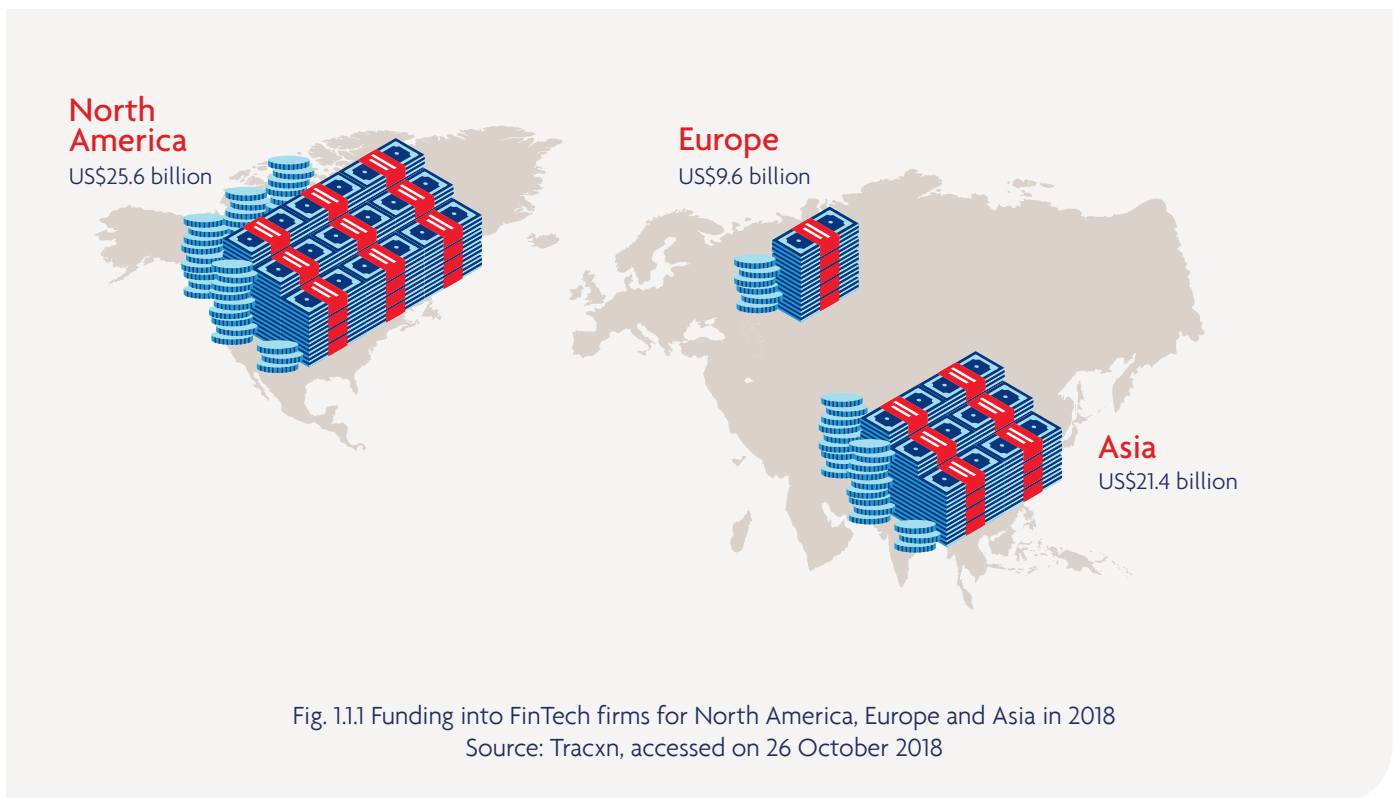 North
America
US$25.6 billion
Europe
US$9.6 billion
Asia
US$21.4 billion
Fig. 1.1.1 Funding into FinTech firms for North America, Europe and Asia in 2018
Source: Tracxn, accessed on 26 October 2018